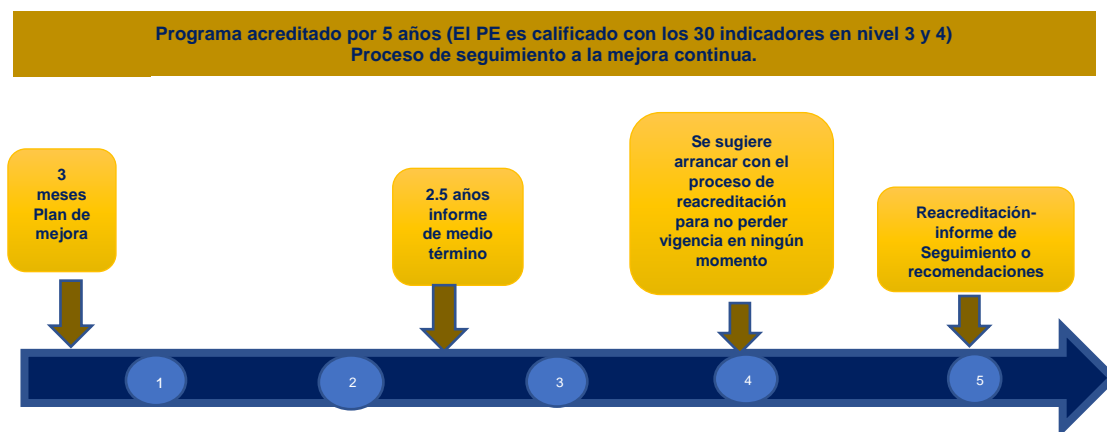 Programa acreditado por 5 años (El PE es calificado con los 30 indicadores en nivel 3 y 4)
Proceso de seguimiento a la mejora continua.
3
meses
Plan de
mejora
2.5 años
informe
de medio
término
Se sugiere
arrancar con el
proceso de
reacreditación
para no perder
vigencia en ningún
momento
Reacreditación-
informe de
Seguimiento o
recomendaciones
1
2
3
4
5